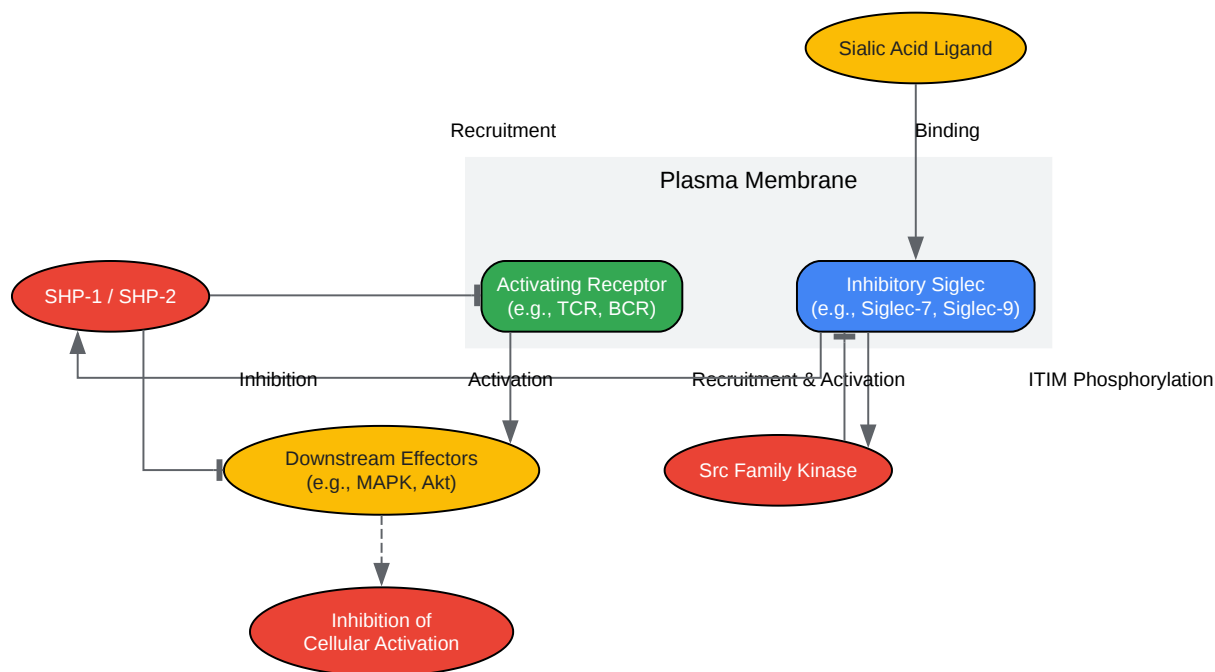 Sialic Acid Ligand
Recruitment
Binding
Plasma Membrane
SHP-1 / SHP-2
Activating Receptor
(e.g., TCR, BCR)
Inhibitory Siglec
(e.g., Siglec-7, Siglec-9)
Inhibition
Activation
Recruitment & Activation
ITIM Phosphorylation
Downstream Effectors
(e.g., MAPK, Akt)
Src Family Kinase
Inhibition of
Cellular Activation